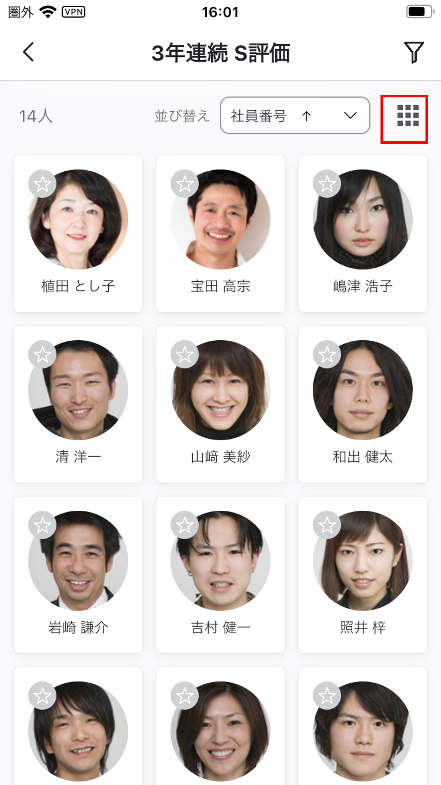 圏外 VPN 16:01
3年連続 S評価
14人 並び替え 社員番号 ↑
植田 とし子 宝田 高宗 嶋津 浩子
清 洋一 山﨑 美紗 和出 健太
岩崎 謙介 吉村 健一 照井 梓